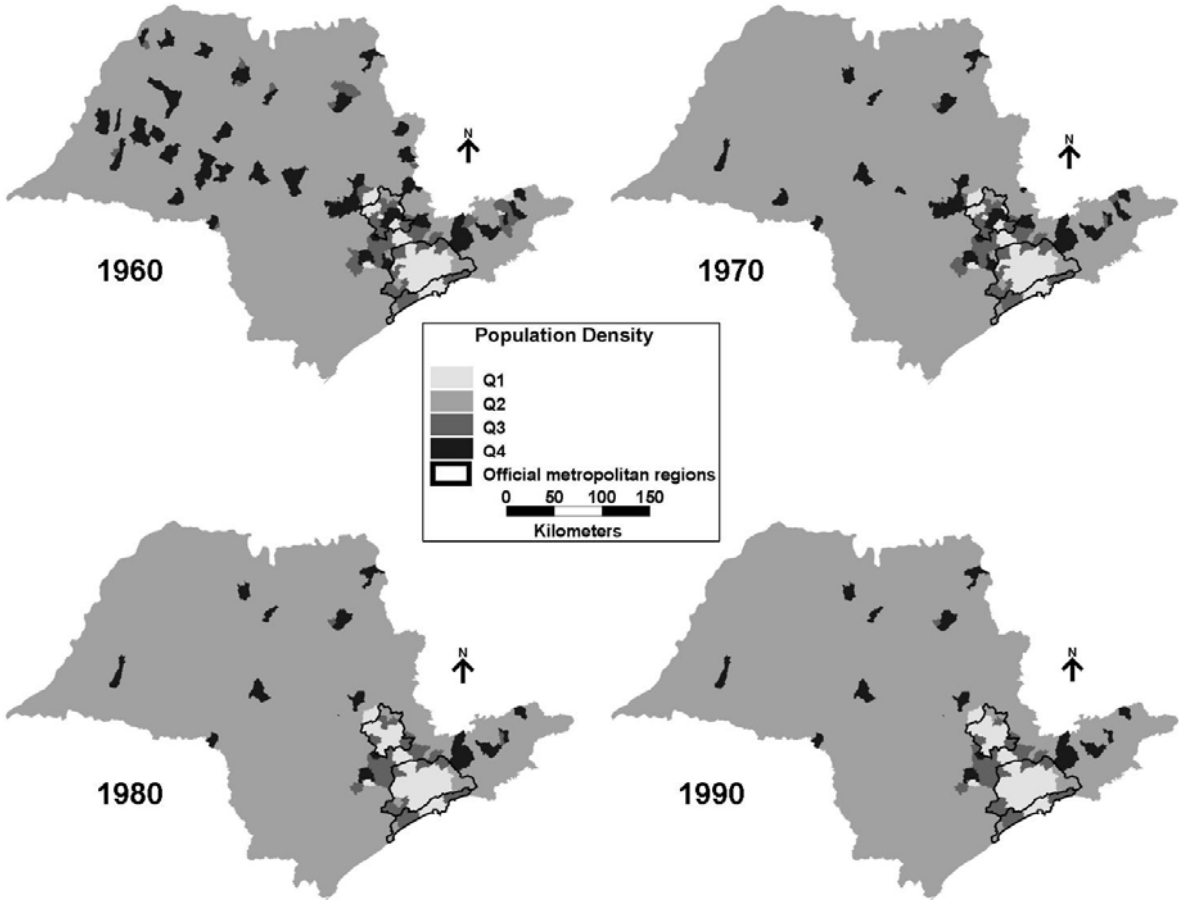 N
N
1960
1970
Population Density
Q1
Q2
Q3
Q4
Official metropolitan regions
0 50 100 150
Kilometers
N
N
1980
1990